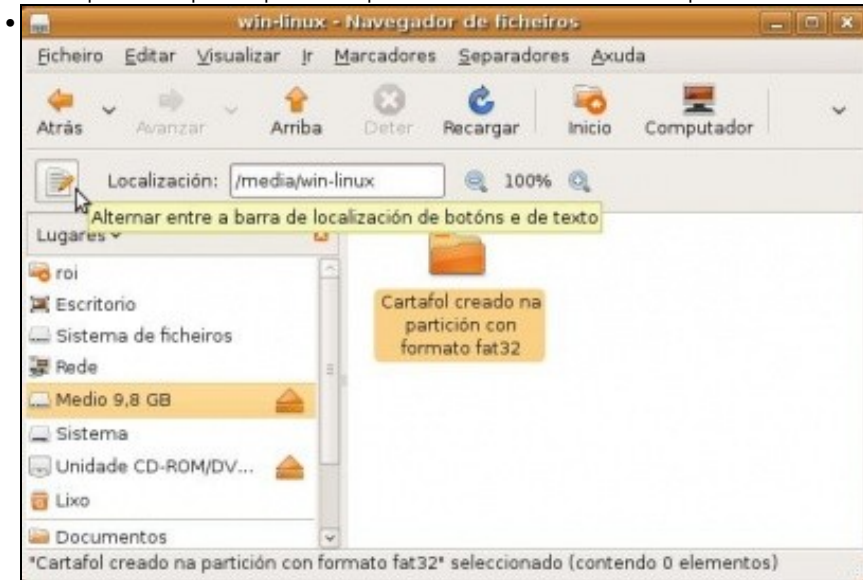 win-linux - Navegador de ficheiros
Ficheiro Editar Visualizar Ir Marcadores Separadores Axuda
Atrás Avanzar Arriba Deter Recargar Inicio Computador
Localización: /media/win-linux 100%
Alternar entre a barra de localización de botóns e de texto
Lugares
roi
Escritorio
Sistema de ficheiros
Rede
Medio 9,8 GB
Sistema
Unidade CD-ROM/DV...
Lixo
Documentos
Cartafol creado na
partición con
formato fat32
"Cartafol creado na partición con formato fat32" seleccionado (contendo 0 elementos)